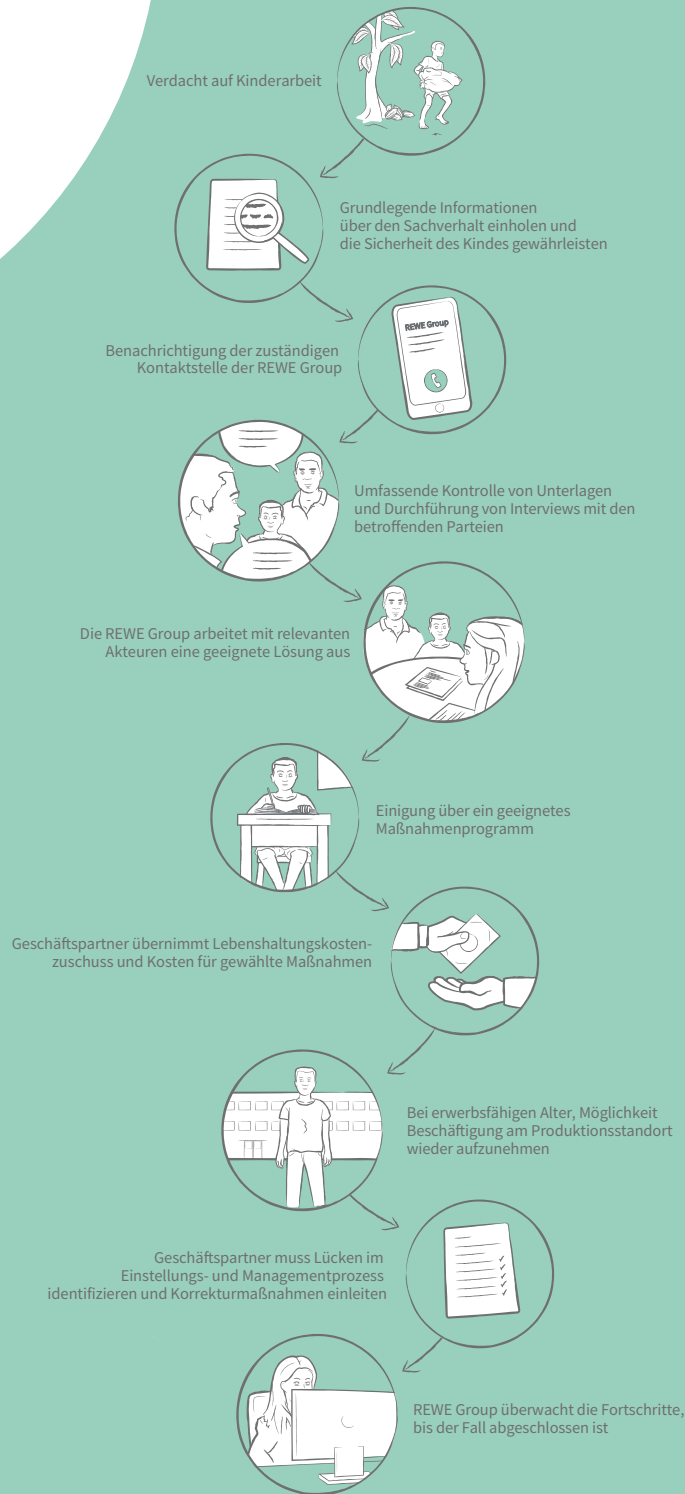 Verdacht auf Kinderarbeit
Grundlegende Informationen
über den Sachverhalt einholen und
die Sicherheit des Kindes gewährleisten
REWE Group
Benachrichtigung der zuständigen
Kontaktstelle der REWE Group
Umfassende Kontrolle von Unterlagen
und Durchführung von Interviews mit den
betroffenden Parteien
Die REWE Group arbeitet mit relevanten
Akteuren eine geeignete Lösung aus
Einigung über ein geeignetes
Maßnahmenprogramm
Geschäftspartner übernimmt Lebenshaltungskosten-
zuschuss und Kosten für gewählte Maßnahmen
Bei erwerbsfähigen Alter, Möglichkeit
Beschäftigung am Produktionsstandort
wieder aufzunehmen
Geschäftspartner muss Lücken im
Einstellungs- und Managementprozess
identifizieren und Korrekturmaßnahmen einleiten
REWE Group überwacht die Fortschritte,
bis der Fall abgeschlossen ist